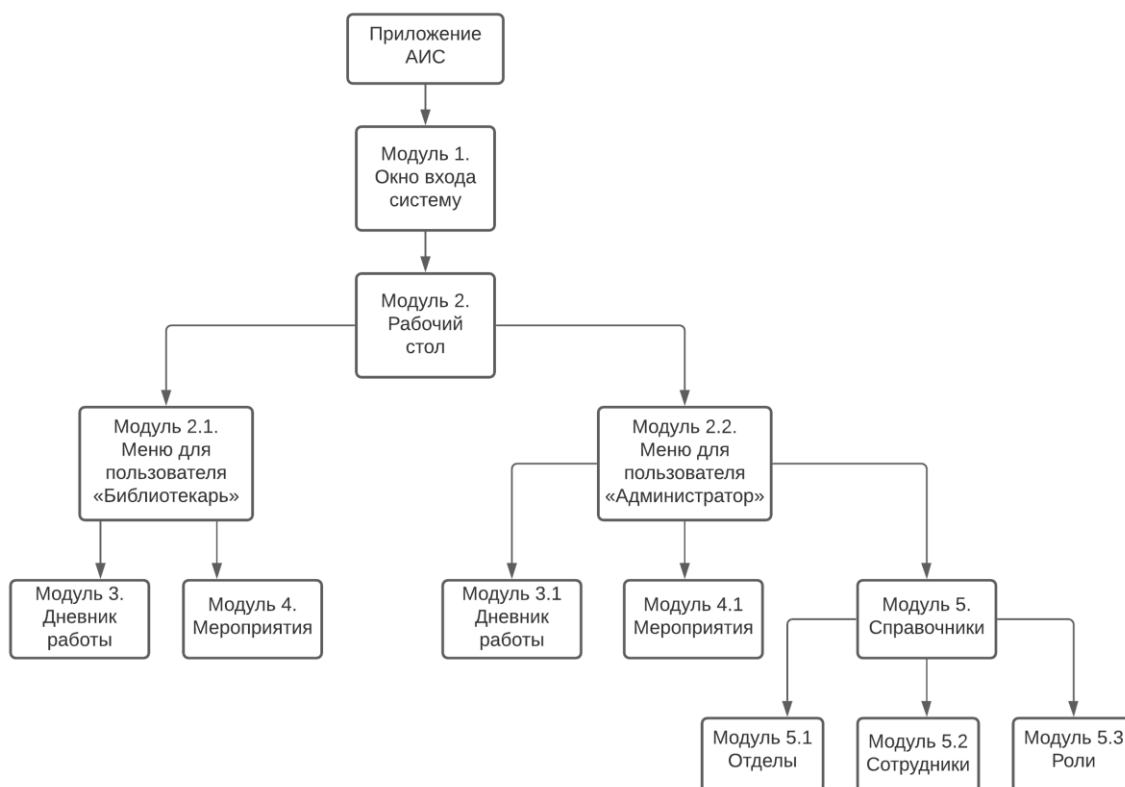 Приложение
АИС
Модуль 1.
Окно входа
систему
Модуль 2.
Рабочий
стол
Модуль 2.1.
Меню для
пользователя
«Библиотекарь»
Модуль 2.2.
Меню для
пользователя
«Администратор»
Модуль 3.
Дневник
работы
Модуль 4.
Мероприятия
Модуль 3.1
Дневник
работы
Модуль 4.1
Мероприятия
Модуль 5.
Справочники
Модуль 5.1
Отделы
Модуль 5.2
Сотрудники
Модуль 5.3
Роли